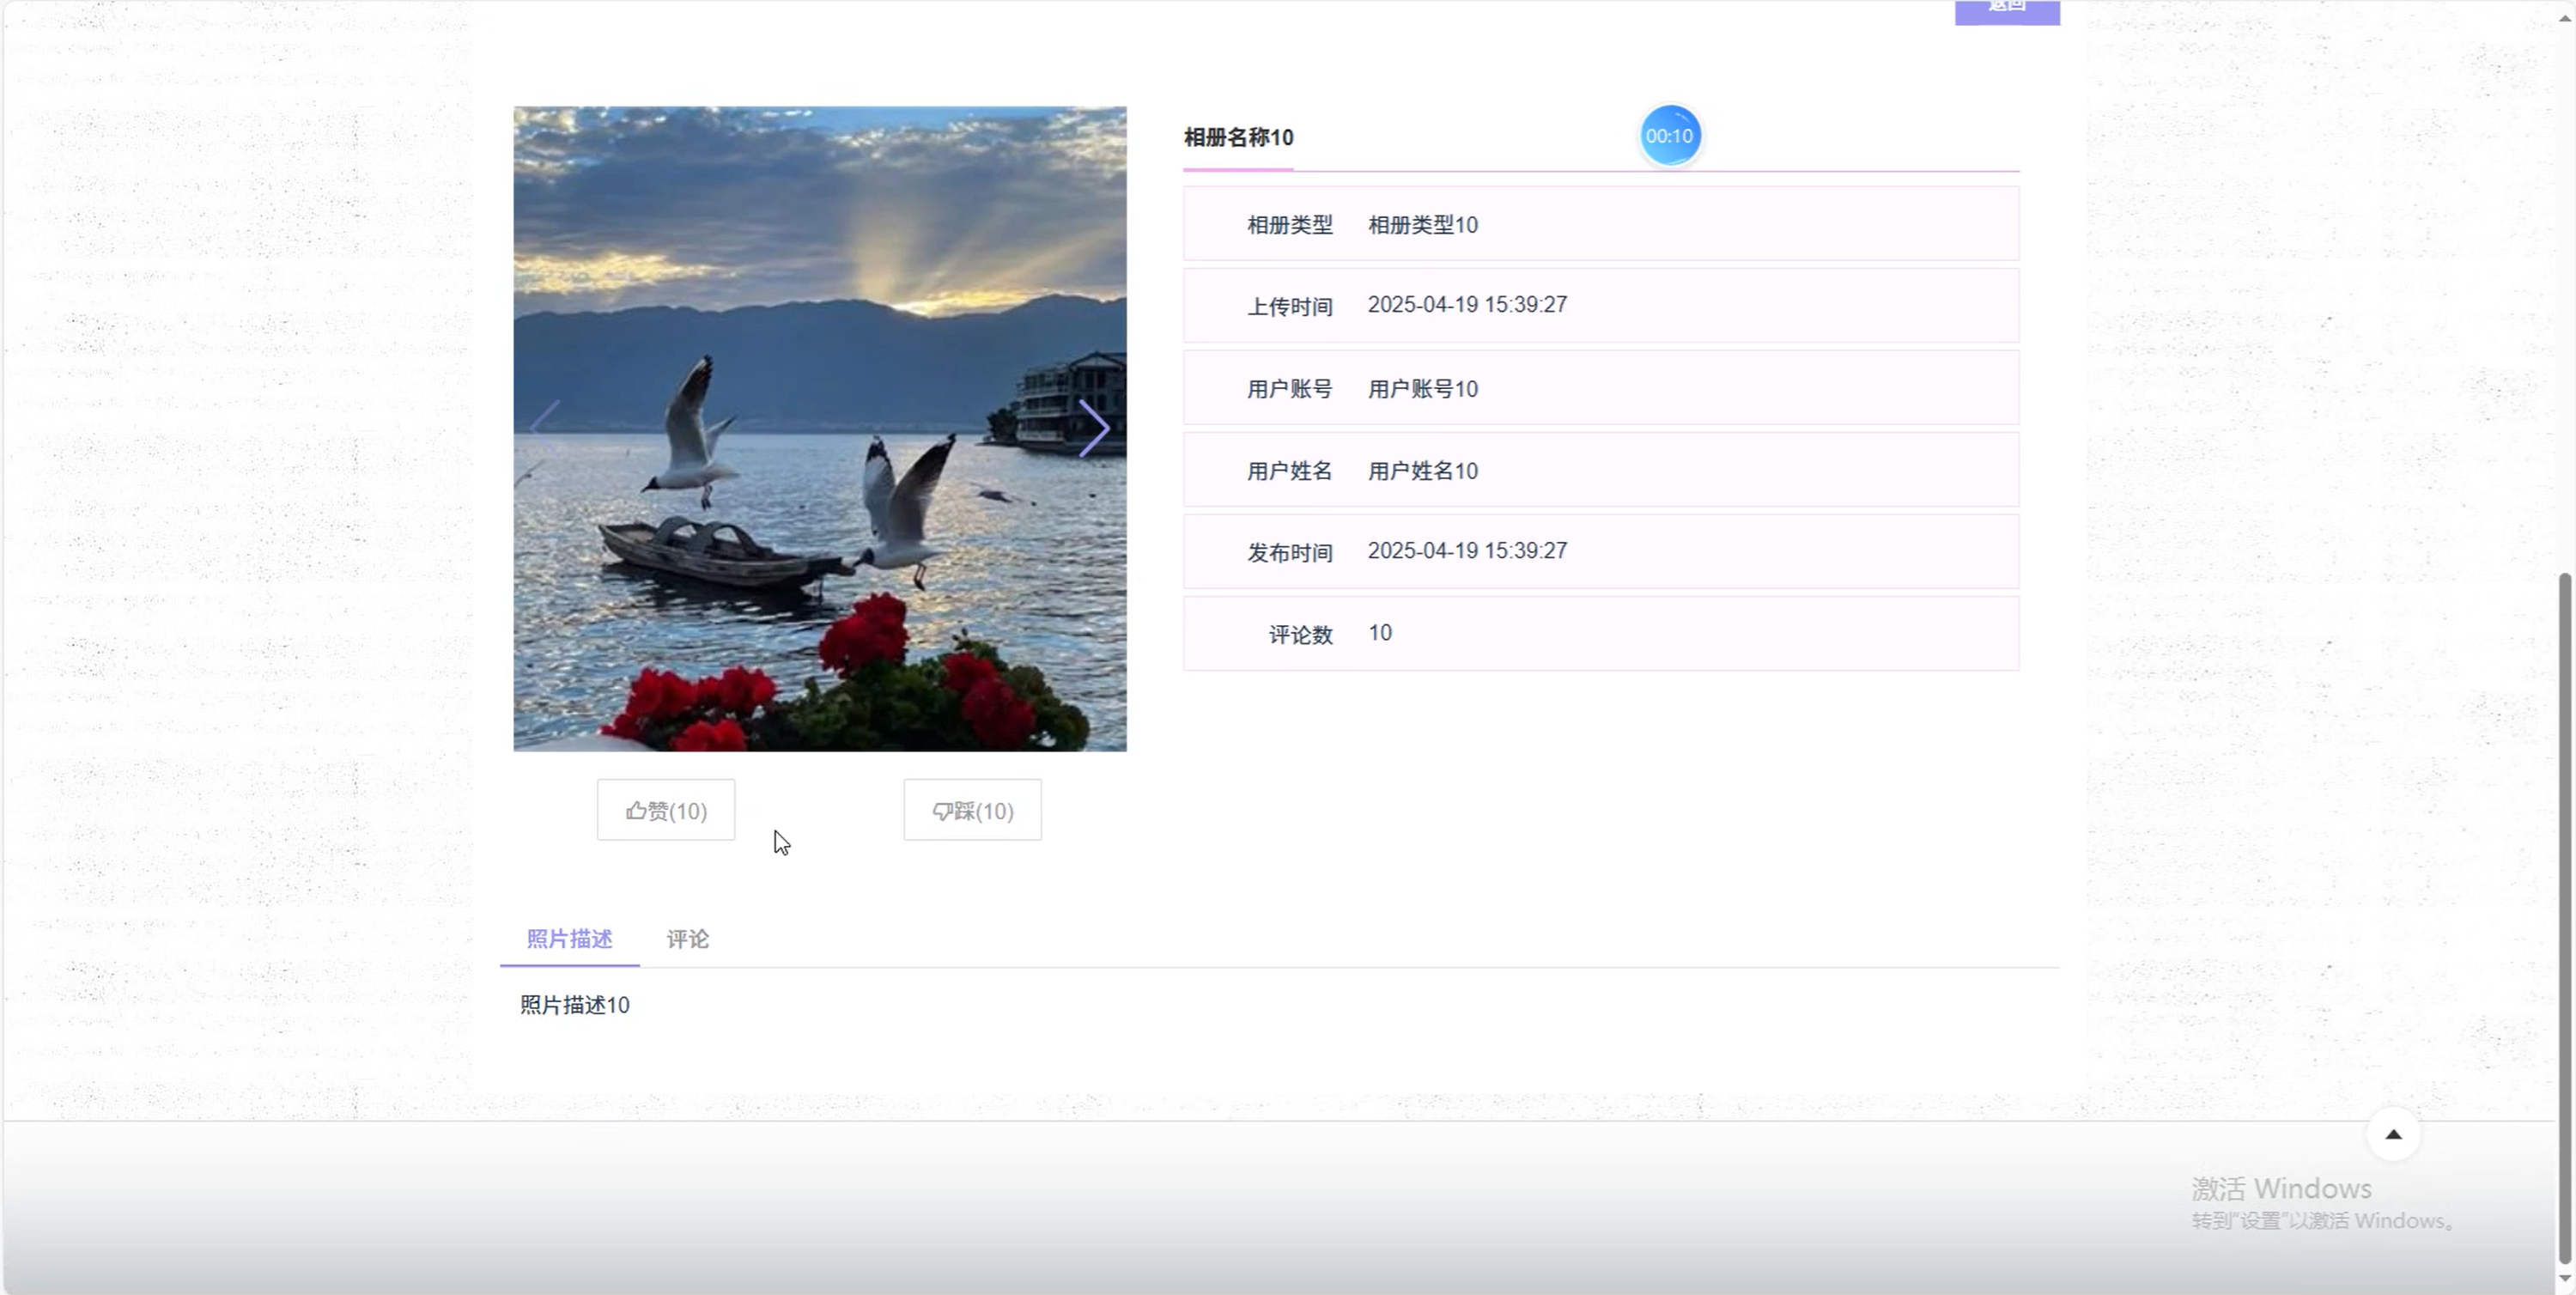 返回
相册名称10
00:10
相册类型 相册类型10
上传时间 2025-04-19 15:39:27
用户账号 用户账号10
用户姓名 用户姓名10
发布时间 2025-04-19 15:39:27
评论数 10
赞(10) 踩(10)
照片描述 评论
照片描述10
激活 Windows
转到“设置”以激活 Windows。